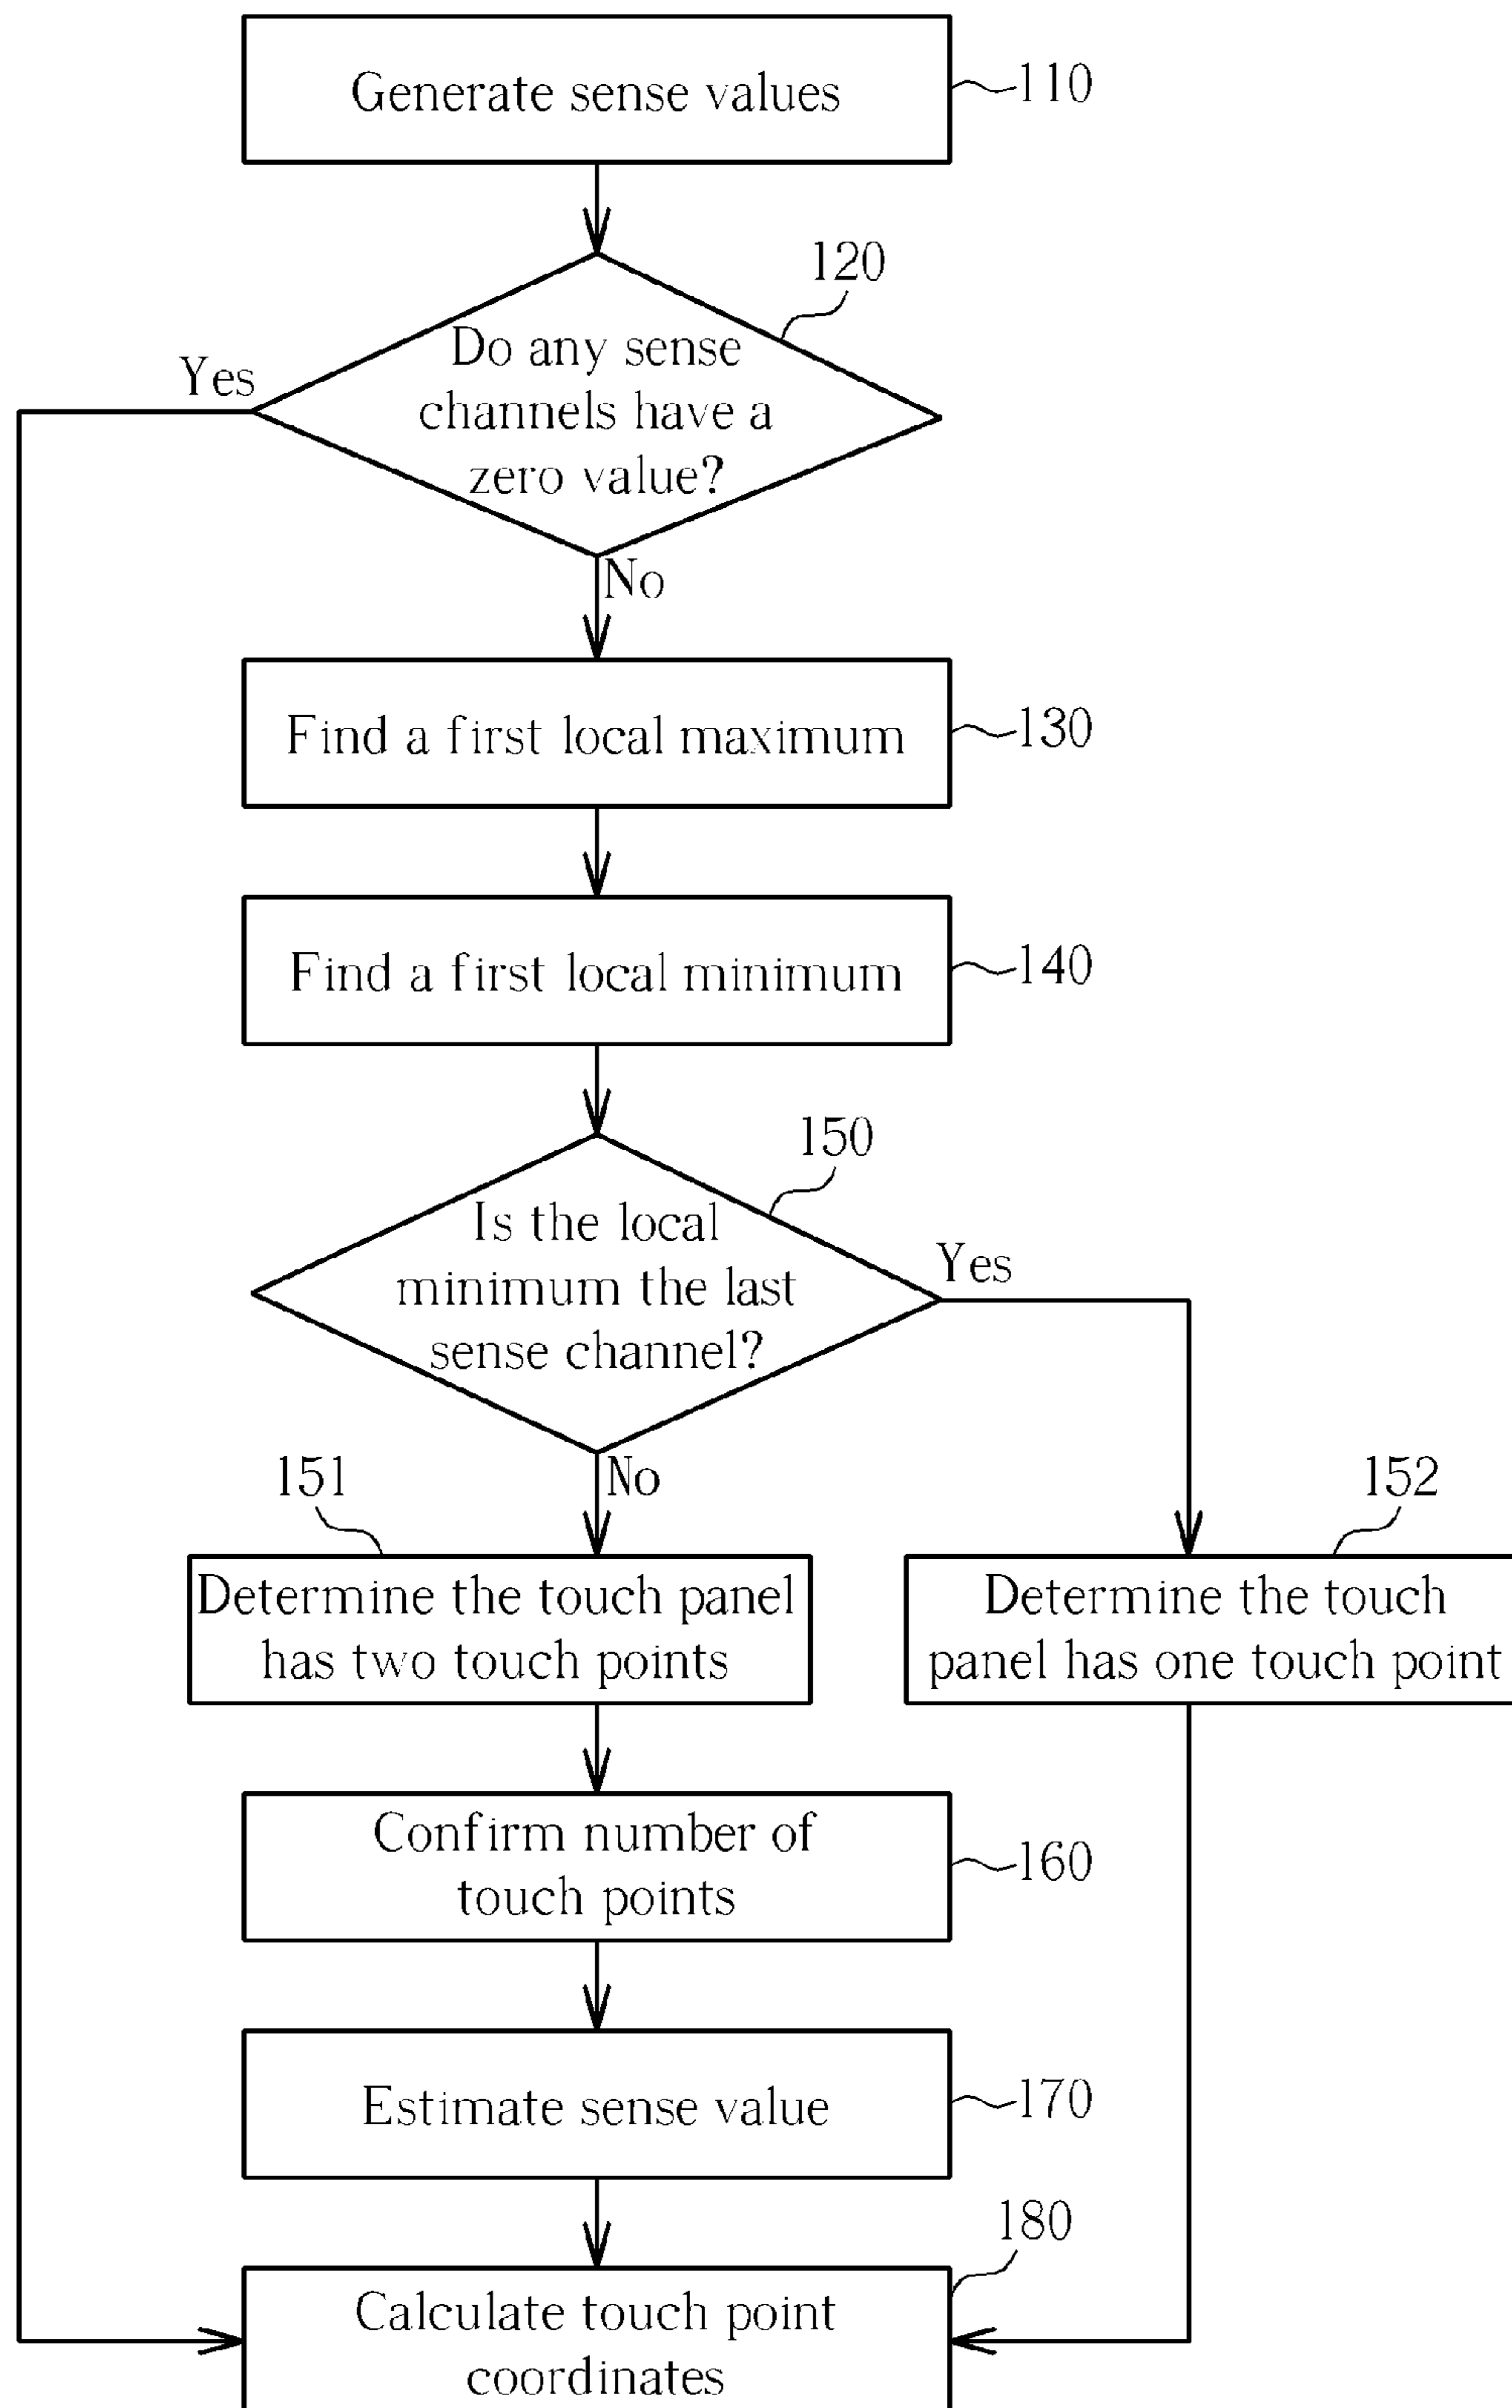 Generate sense values
110
120
Do any sense
channels have a
zero value?
Yes
No
Find a first local maximum
130
Find a first local minimum
140
150
Is the local
minimum the last
sense channel?
Yes
No
151
Determine the touch panel
has two touch points
152
Determine the touch
panel has one touch point
Confirm number of
touch points
160
Estimate sense value
170
180
Calculate touch point
coordinates